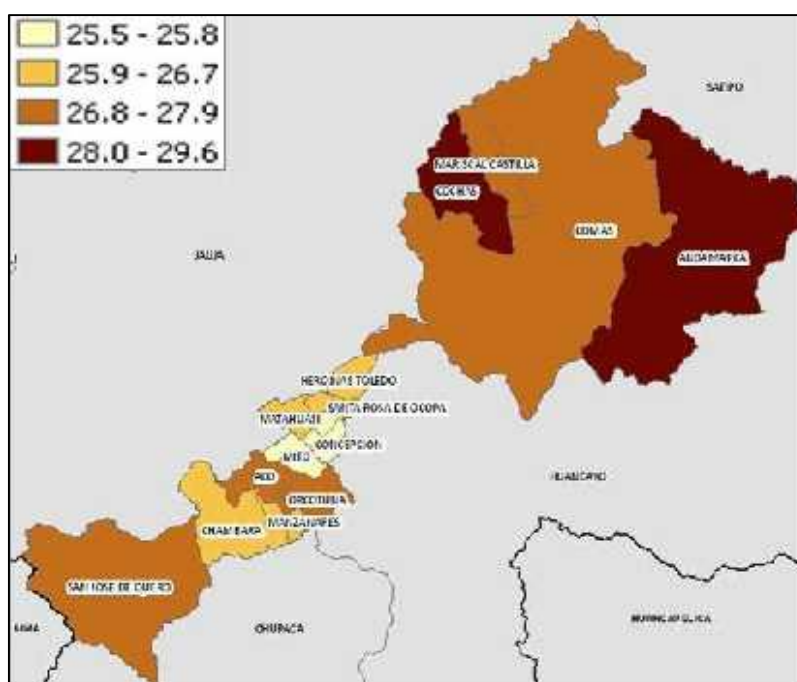 25.5 - 25.8
25.9 - 26.7
26.8 - 27.9
28.0 - 29.6
SATIPO
MARISCAL CASTILLA
COCHAS
COMAS
JAUJA
ANDAMARCA
HEROINAS TOLEDO
SANTA ROSA DE OCOPA
MATAHUASI
CONCEPCION
MITO
ACO
HUANCAYO
ORCOTUNA
MANZANARES
CHAMBARA
SAN JOSE DE QUERO
HUANCAVELICA
LIMA
CHUPACA